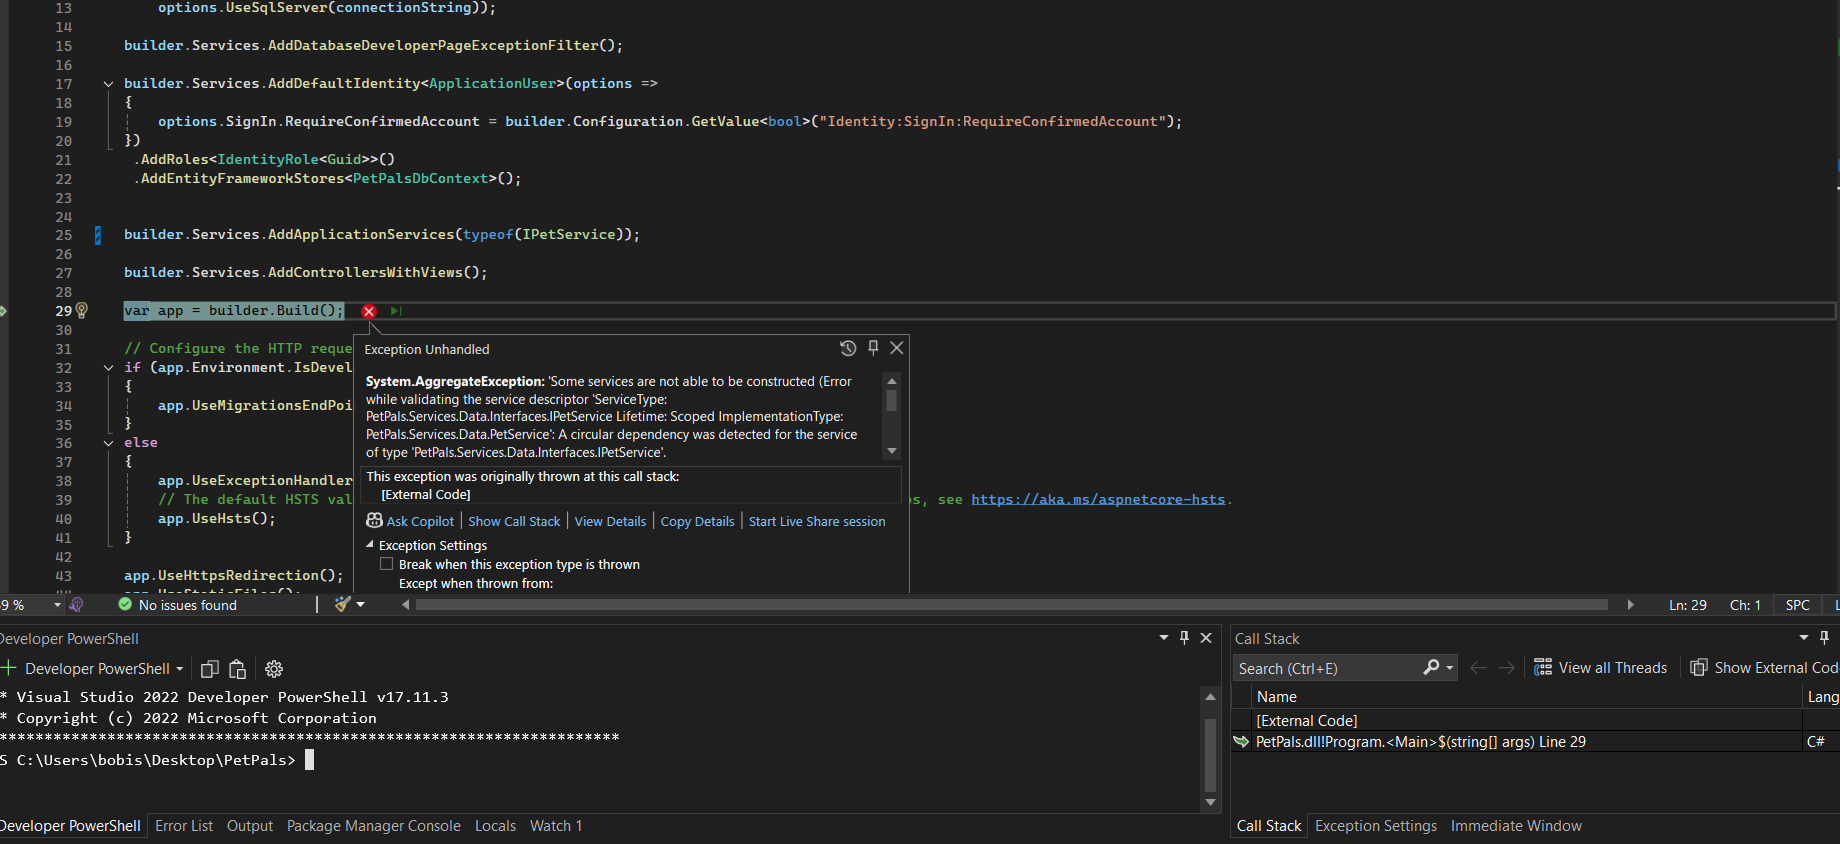 13 options.UseSqlServer(connectionString));
14
15 builder.Services.AddDatabaseDeveloperPageExceptionFilter();
16
17 builder.Services.AddDefaultIdentity<ApplicationUser>(options =>
18 {
19 options.SignIn.RequireConfirmedAccount = builder.Configuration.GetValue<bool>("Identity:SignIn:RequireConfirmedAccount");
20 })
21 .AddRoles<IdentityRole<Guid>>()
22 .AddEntityFrameworkStores<PetPalsDbContext>();
23
24
25 builder.Services.AddApplicationServices(typeof(IPetService));
26
27 builder.Services.AddControllersWithViews();
28
29 var app = builder.Build();
30
31 // Configure the HTTP reque
32 if (app.Environment.IsDevel
33 {
34 app.UseMigrationsEndPoi
35 }
36 else
37 {
38 app.UseExceptionHandler
39 // The default HSTS val s, see https://aka.ms/aspnetcore-hsts.
40 app.UseHsts();
41 }
42
43 app.UseHttpsRedirection();
44 app.UseStaticFiles();
Exception Unhandled
System.AggregateException: 'Some services are not able to be constructed (Error
while validating the service descriptor 'ServiceType:
PetPals.Services.Data.Interfaces.IPetService Lifetime: Scoped ImplementationType:
PetPals.Services.Data.PetService': A circular dependency was detected for the service
of type 'PetPals.Services.Data.Interfaces.IPetService'.
This exception was originally thrown at this call stack:
[External Code]
Ask Copilot | Show Call Stack | View Details | Copy Details | Start Live Share session
Exception Settings
Break when this exception type is thrown
Except when thrown from:
9 % No issues found Ln: 29 Ch: 1 SPC L
Developer PowerShell
Developer PowerShell
* Visual Studio 2022 Developer PowerShell v17.11.3
* Copyright (c) 2022 Microsoft Corporation
**********************************************************************
S C:\Users\bobis\Desktop\PetPals>
Developer PowerShell Error List Output Package Manager Console Locals Watch 1
Call Stack
Search (Ctrl+E) View all Threads Show External Cod
Name Lang
[External Code]
PetPals.dll!Program.<Main>$(string[] args) Line 29 C#
Call Stack Exception Settings Immediate Window